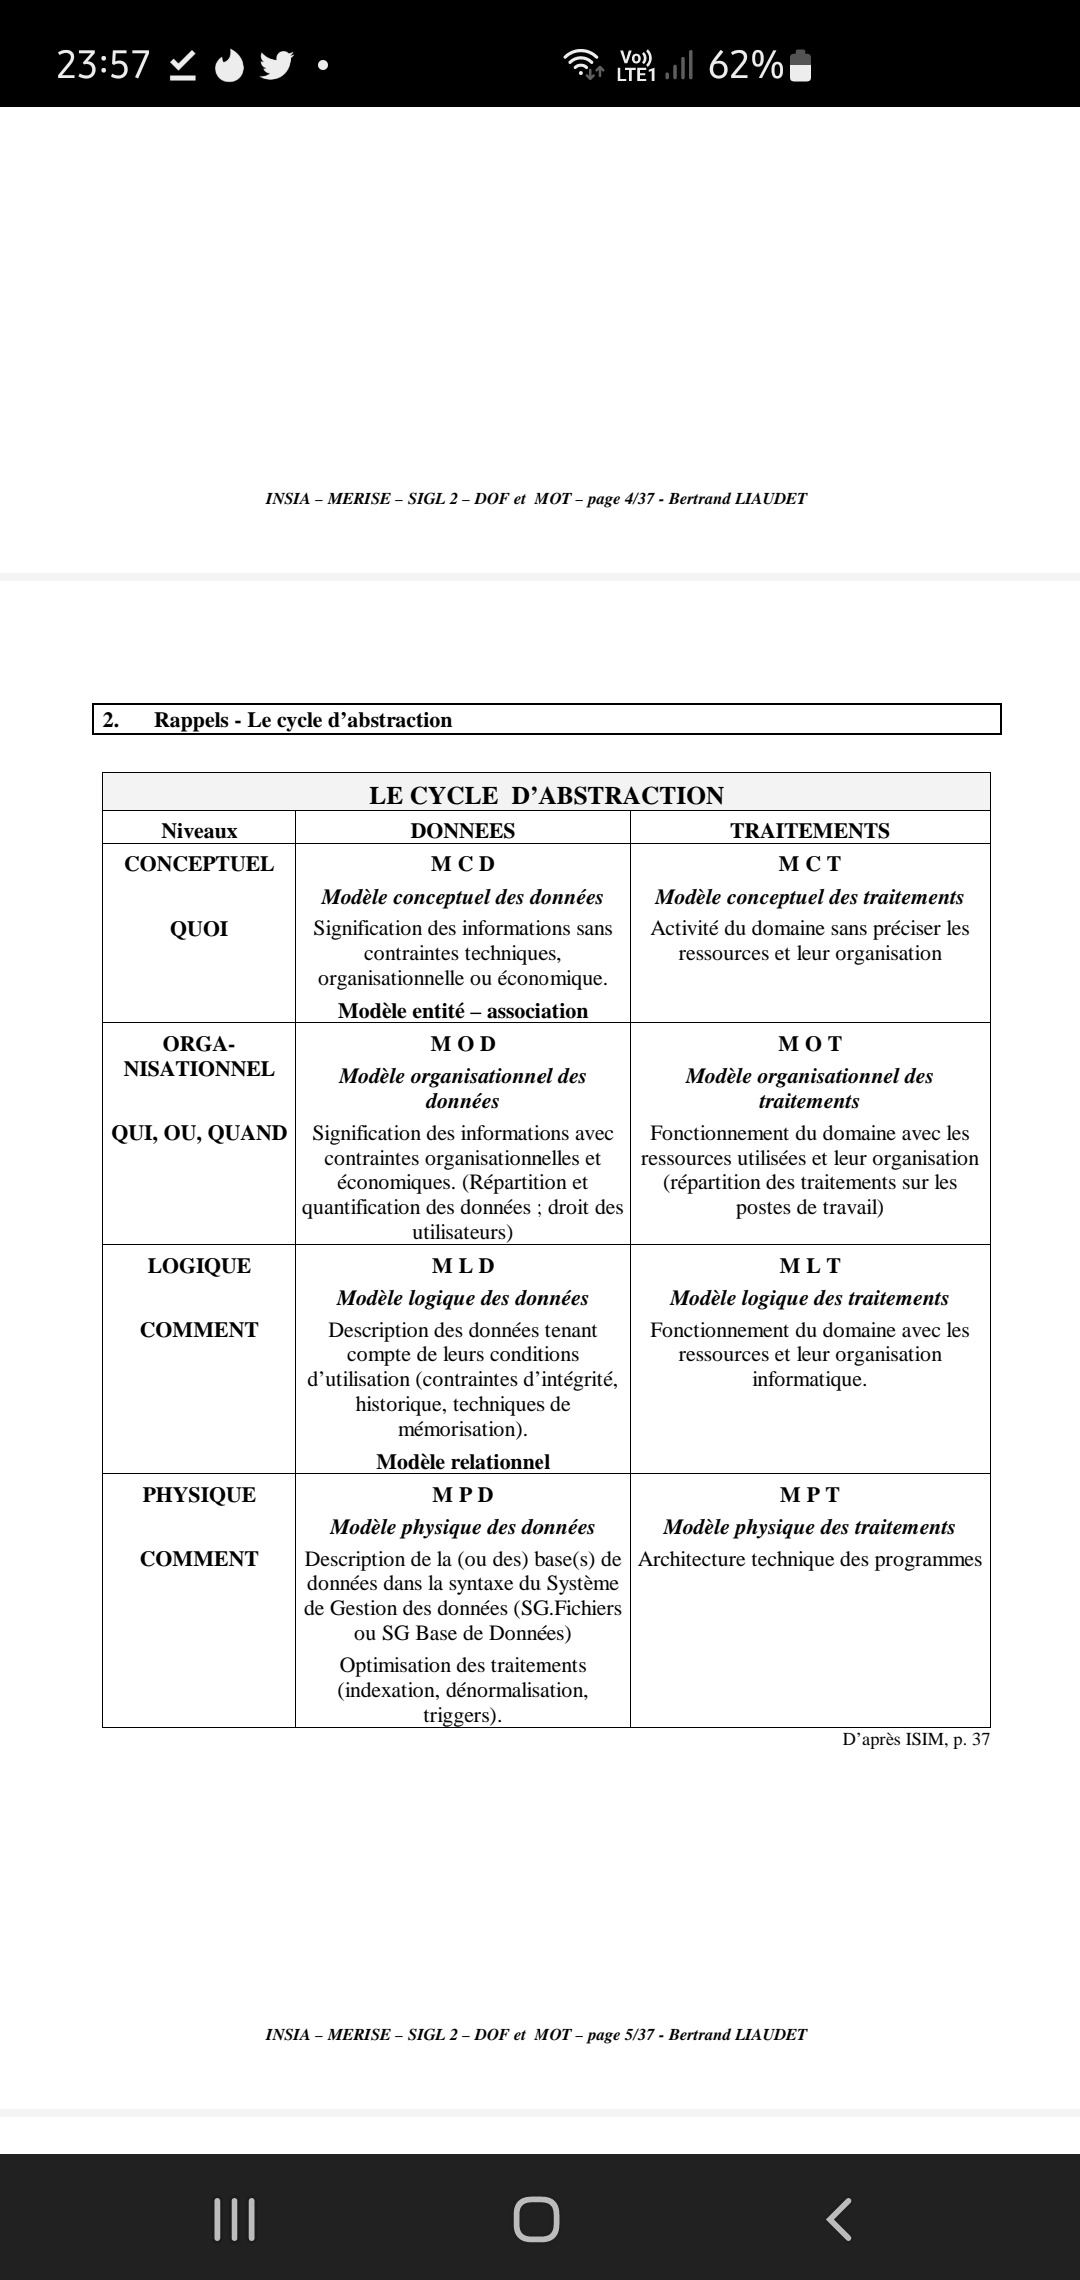 23:57 Vo)) LTE1 62%
INSIA – MERISE – SIGL 2 – DOF et MOT – page 4/37 - Bertrand LIAUDET
2. Rappels - Le cycle d’abstraction
LE CYCLE D’ABSTRACTION
Niveaux DONNEES TRAITEMENTS
CONCEPTUEL
QUOI
M C D
Modèle conceptuel des données
Signification des informations sans
contraintes techniques,
organisationnelle ou économique.
Modèle entité – association
M C T
Modèle conceptuel des traitements
Activité du domaine sans préciser les
ressources et leur organisation
ORGA-
NISATIONNEL
QUI, OU, QUAND
M O D
Modèle organisationnel des
données
Signification des informations avec
contraintes organisationnelles et
économiques. (Répartition et
quantification des données ; droit des
utilisateurs)
M O T
Modèle organisationnel des
traitements
Fonctionnement du domaine avec les
ressources utilisées et leur organisation
(répartition des traitements sur les
postes de travail)
LOGIQUE
COMMENT
M L D
Modèle logique des données
Description des données tenant
compte de leurs conditions
d’utilisation (contraintes d’intégrité,
historique, techniques de
mémorisation).
Modèle relationnel
M L T
Modèle logique des traitements
Fonctionnement du domaine avec les
ressources et leur organisation
informatique.
PHYSIQUE
COMMENT
M P D
Modèle physique des données
Description de la (ou des) base(s) de
données dans la syntaxe du Système
de Gestion des données (SG.Fichiers
ou SG Base de Données)
Optimisation des traitements
(indexation, dénormalisation,
triggers).
M P T
Modèle physique des traitements
Architecture technique des programmes
D’après ISIM, p. 37
INSIA – MERISE – SIGL 2 – DOF et MOT – page 5/37 - Bertrand LIAUDET